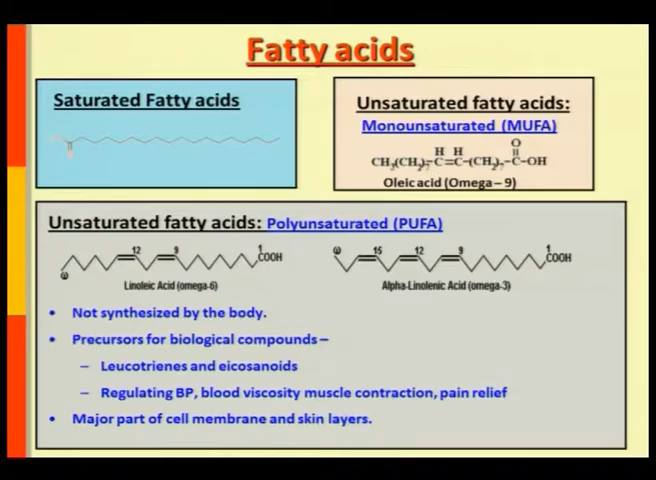 Fatty acids
Saturated Fatty acids
Unsaturated fatty acids:
Monounsaturated (MUFA)
H H O
CH₃(CH₂)₇-C=C-(CH₂)₇-C-OH
Oleic acid (Omega – 9)
Unsaturated fatty acids: Polyunsaturated (PUFA)
12 9 1
COOH
ω
Linoleic Acid (omega-6)
ω 15 12 9 1
COOH
Alpha-Linolenic Acid (omega-3)
• Not synthesized by the body.
• Precursors for biological compounds –
– Leucotrienes and eicosanoids
– Regulating BP, blood viscosity muscle contraction, pain relief
• Major part of cell membrane and skin layers.